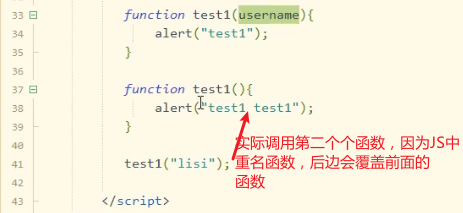 33 function test1(username){
34 alert("test1");
35 }
36
37 function test1(){
38 alert("test1 test1");
39 }
40 实际调用第二个个函数，因为JS中
41 test1("lisi"); 重名函数，后边会覆盖前面的
42 函数
43 </script>